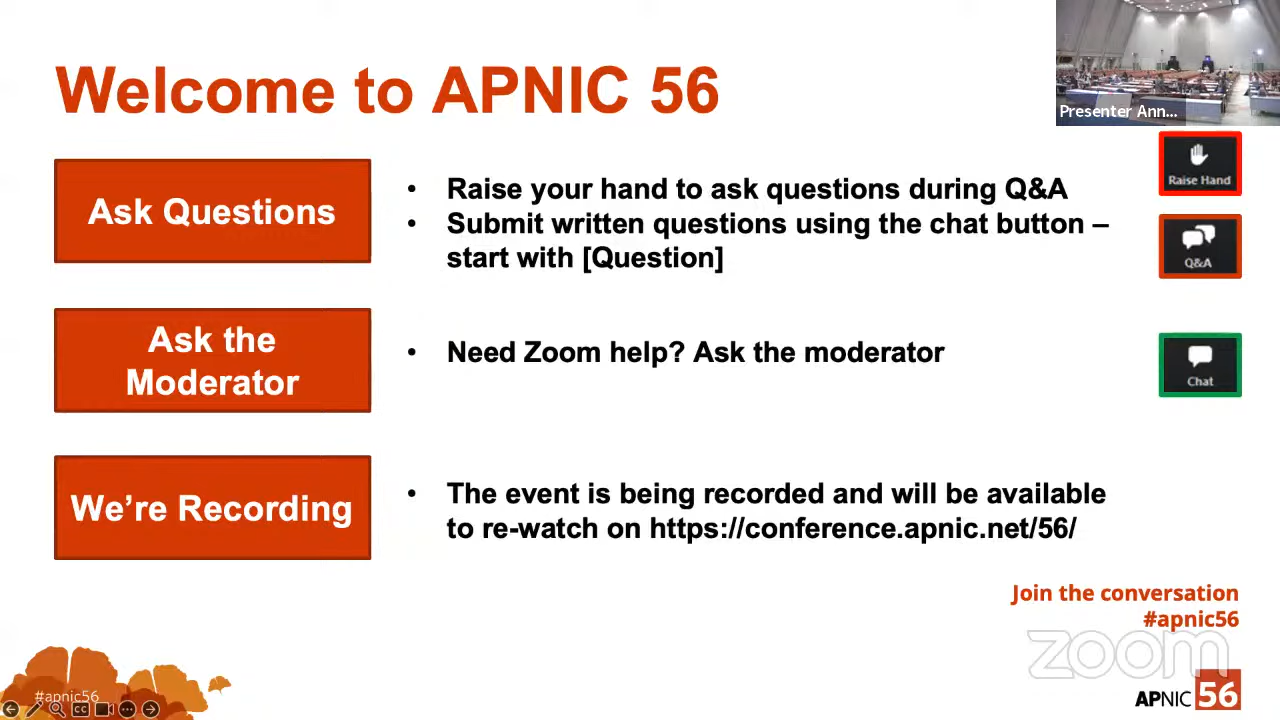 Welcome to APNIC 56
Presenter Ann...
Raise Hand
Ask Questions
• Raise your hand to ask questions during Q&A
• Submit written questions using the chat button –
start with [Question]
Q&A
Ask the
Moderator
• Need Zoom help? Ask the moderator
Chat
We're Recording
• The event is being recorded and will be available
to re-watch on https://conference.apnic.net/56/
Join the conversation
#apnic56
zoom
#apnic56
CC
APNIC 56